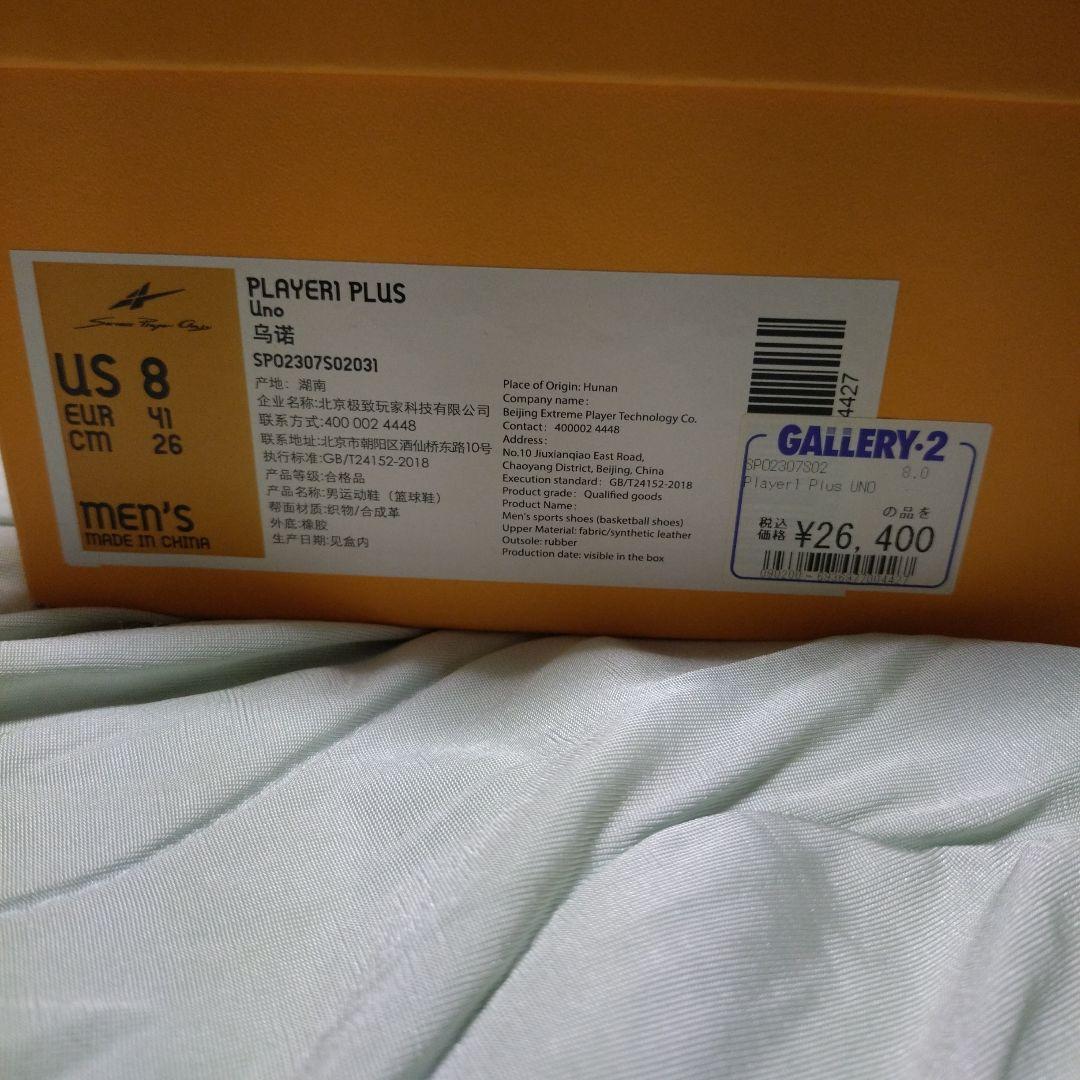 Serious Player Only
US 8
EUR 41
CM 26
MEN'S
MADE IN CHINA
PLAYER1 PLUS
Uno
乌诺
SP02307S02031
产地：湖南
企业名称:北京极致玩家科技有限公司
联系方式:400 002 4448
联系地址:北京市朝阳区酒仙桥东路10号
执行标准:GB/T24152-2018
产品等级:合格品
产品名称:男运动鞋（篮球鞋）
帮面材质:织物/合成革
外底:橡胶
生产日期:见盒内
Place of Origin: Hunan
Company name:
Beijing Extreme Player Technology Co.
Contact: 400002 4448
Address:
No.10 Jiuxianqiao East Road,
Chaoyang District, Beijing, China
Execution standard: GB/T24152-2018
Product grade: Qualified goods
Product Name:
Men's sports shoes (basketball shoes)
Upper Material: fabric/synthetic leather
Outsole: rubber
Production date: visible in the box
4427
GALLERY·2
SP02307S02 8.0
Player1 Plus UNO
の品を
税込
価格 ¥26,400